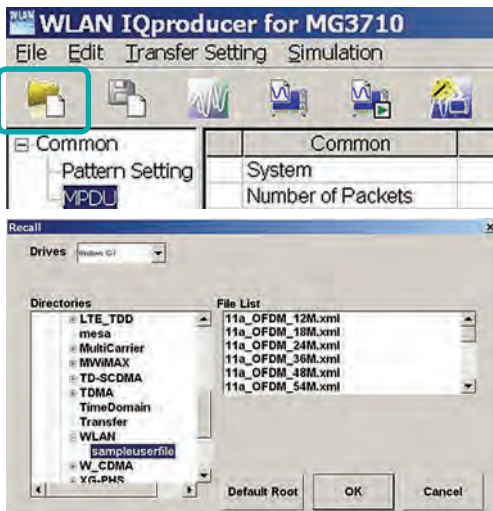 WLAN IQproducer for MG3710
File Edit Transfer Setting Simulation
Common Common
Pattern Setting System
MPDU Number of Packets
Recall
Drives
Directories File List
LTE_TDD 11a_OFDM_12M.xml
mesa 11a_OFDM_18M.xml
MultiCarrier 11a_OFDM_24M.xml
MWiMAX 11a_OFDM_36M.xml
TD-SCDMA 11a_OFDM_48M.xml
TDMA 11a_OFDM_54M.xml
TimeDomain
Transfer
WLAN
sampleuserfile
W_CDMA
XG-PHS
Default Root OK Cancel